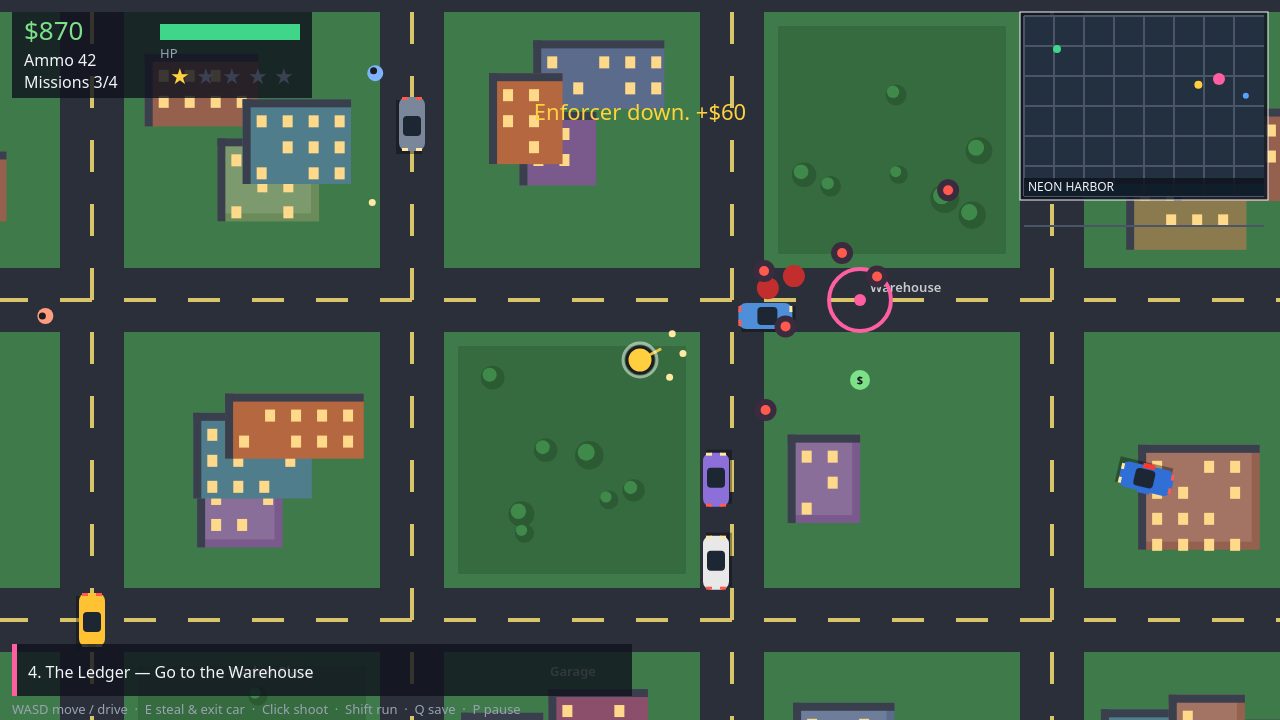 $870
HP
Ammo 42
Missions 3/4
Enforcer down. +$60
NEON HARBOR
Warehouse
$
4. The Ledger — Go to the Warehouse
Garage
WASD move / drive · E steal & exit car · Click shoot · Shift run · Q save · P pause